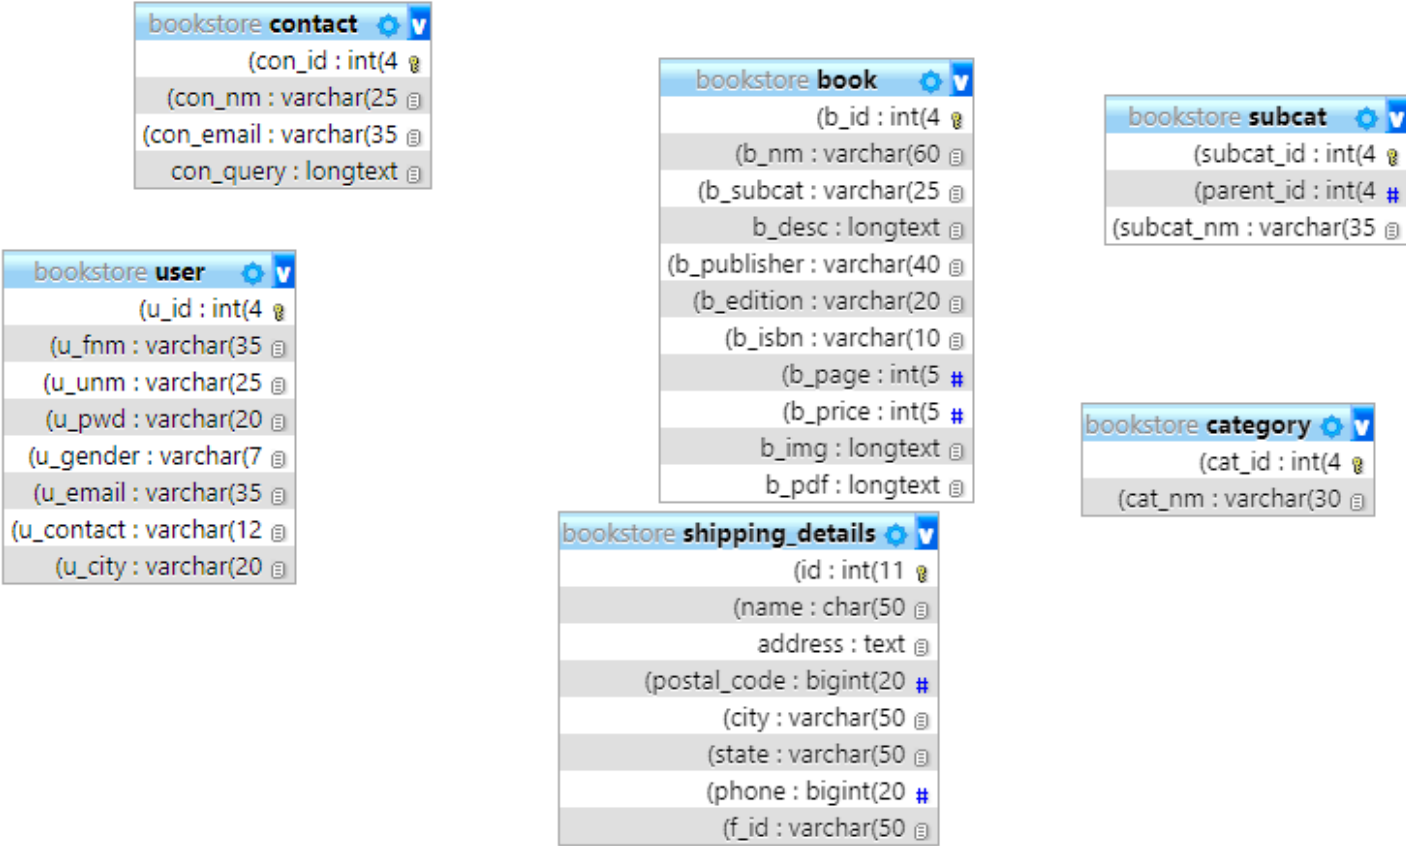 bookstore contact
(con_id : int(4
(con_nm : varchar(25
(con_email : varchar(35
con_query : longtext
bookstore user
(u_id : int(4
(u_fnm : varchar(35
(u_unm : varchar(25
(u_pwd : varchar(20
(u_gender : varchar(7
(u_email : varchar(35
(u_contact : varchar(12
(u_city : varchar(20
bookstore book
(b_id : int(4
(b_nm : varchar(60
(b_subcat : varchar(25
b_desc : longtext
(b_publisher : varchar(40
(b_edition : varchar(20
(b_isbn : varchar(10
(b_page : int(5 #
(b_price : int(5 #
b_img : longtext
b_pdf : longtext
bookstore shipping_details
(id : int(11
(name : char(50
address : text
(postal_code : bigint(20 #
(city : varchar(50
(state : varchar(50
(phone : bigint(20 #
(f_id : varchar(50
bookstore subcat
(subcat_id : int(4
(parent_id : int(4 #
(subcat_nm : varchar(35
bookstore category
(cat_id : int(4
(cat_nm : varchar(30